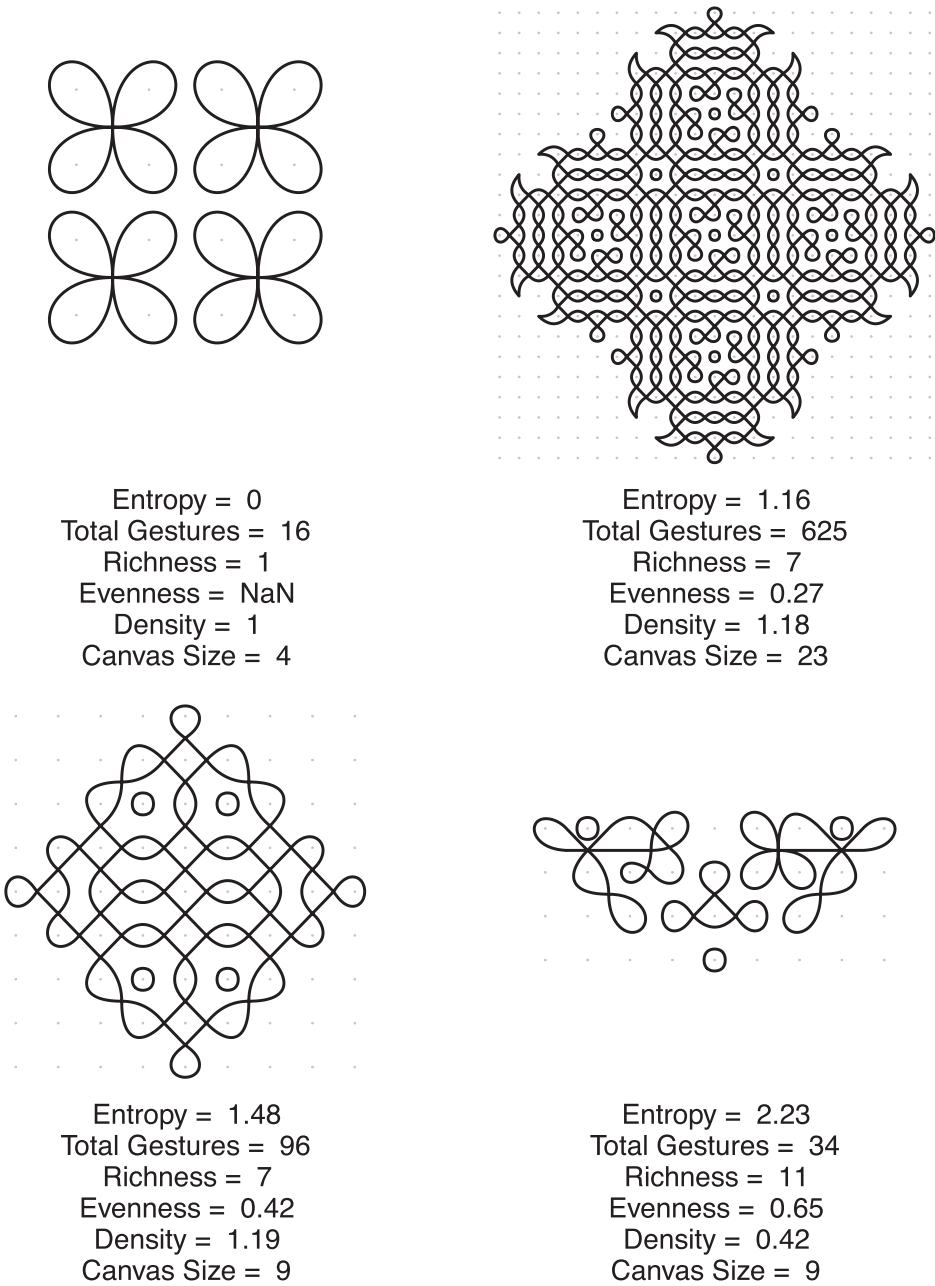 Entropy = 0
Total Gestures = 16
Richness = 1
Evenness = NaN
Density = 1
Canvas Size = 4
Entropy = 1.16
Total Gestures = 625
Richness = 7
Evenness = 0.27
Density = 1.18
Canvas Size = 23
Entropy = 1.48
Total Gestures = 96
Richness = 7
Evenness = 0.42
Density = 1.19
Canvas Size = 9
Entropy = 2.23
Total Gestures = 34
Richness = 11
Evenness = 0.65
Density = 0.42
Canvas Size = 9